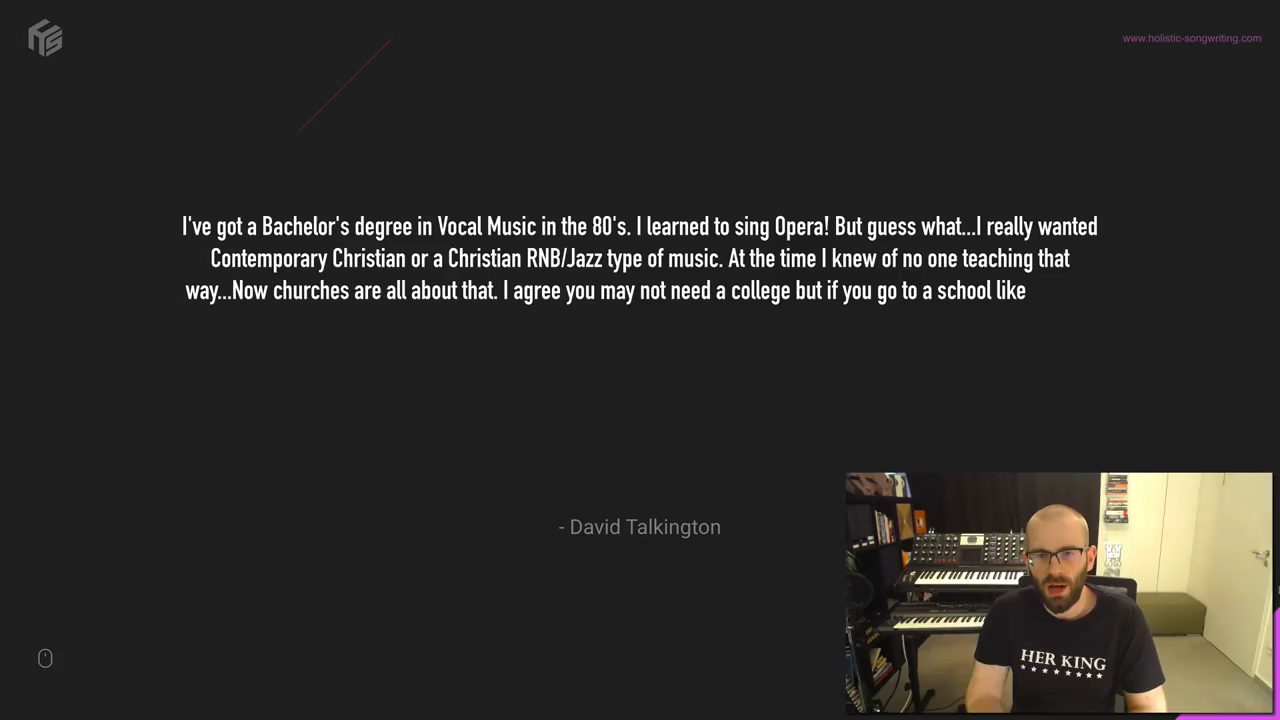 www.holistic-songwriting.com
I've got a Bachelor's degree in Vocal Music in the 80's. I learned to sing Opera! But guess what...I really wanted
Contemporary Christian or a Christian RNB/Jazz type of music. At the time I knew of no one teaching that
way...Now churches are all about that. I agree you may not need a college but if you go to a school like
- David Talkington
HER KING